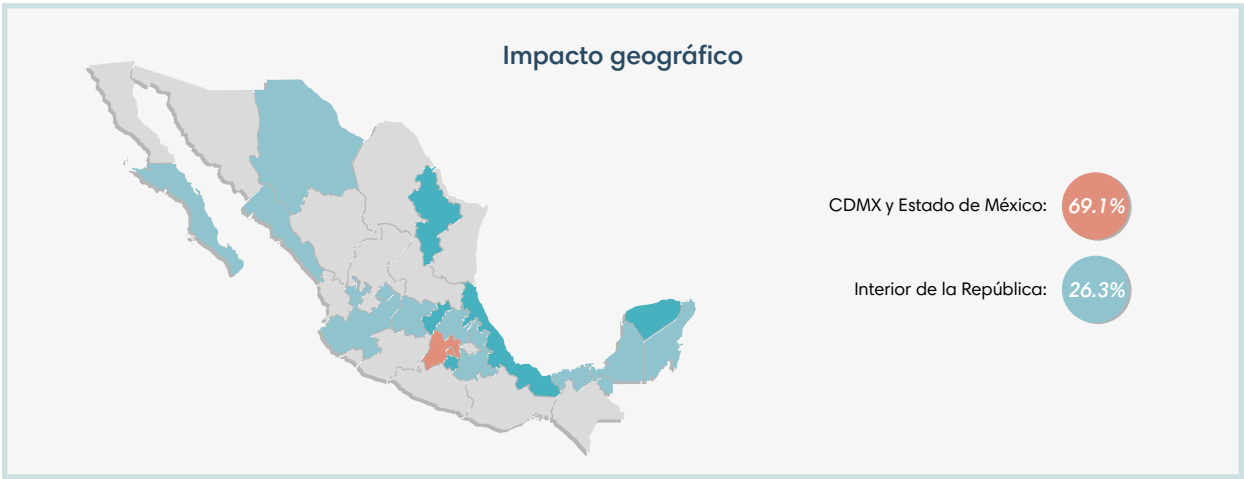 Impacto geográfico
CDMX y Estado de México: 69.1%
Interior de la República: 26.3%